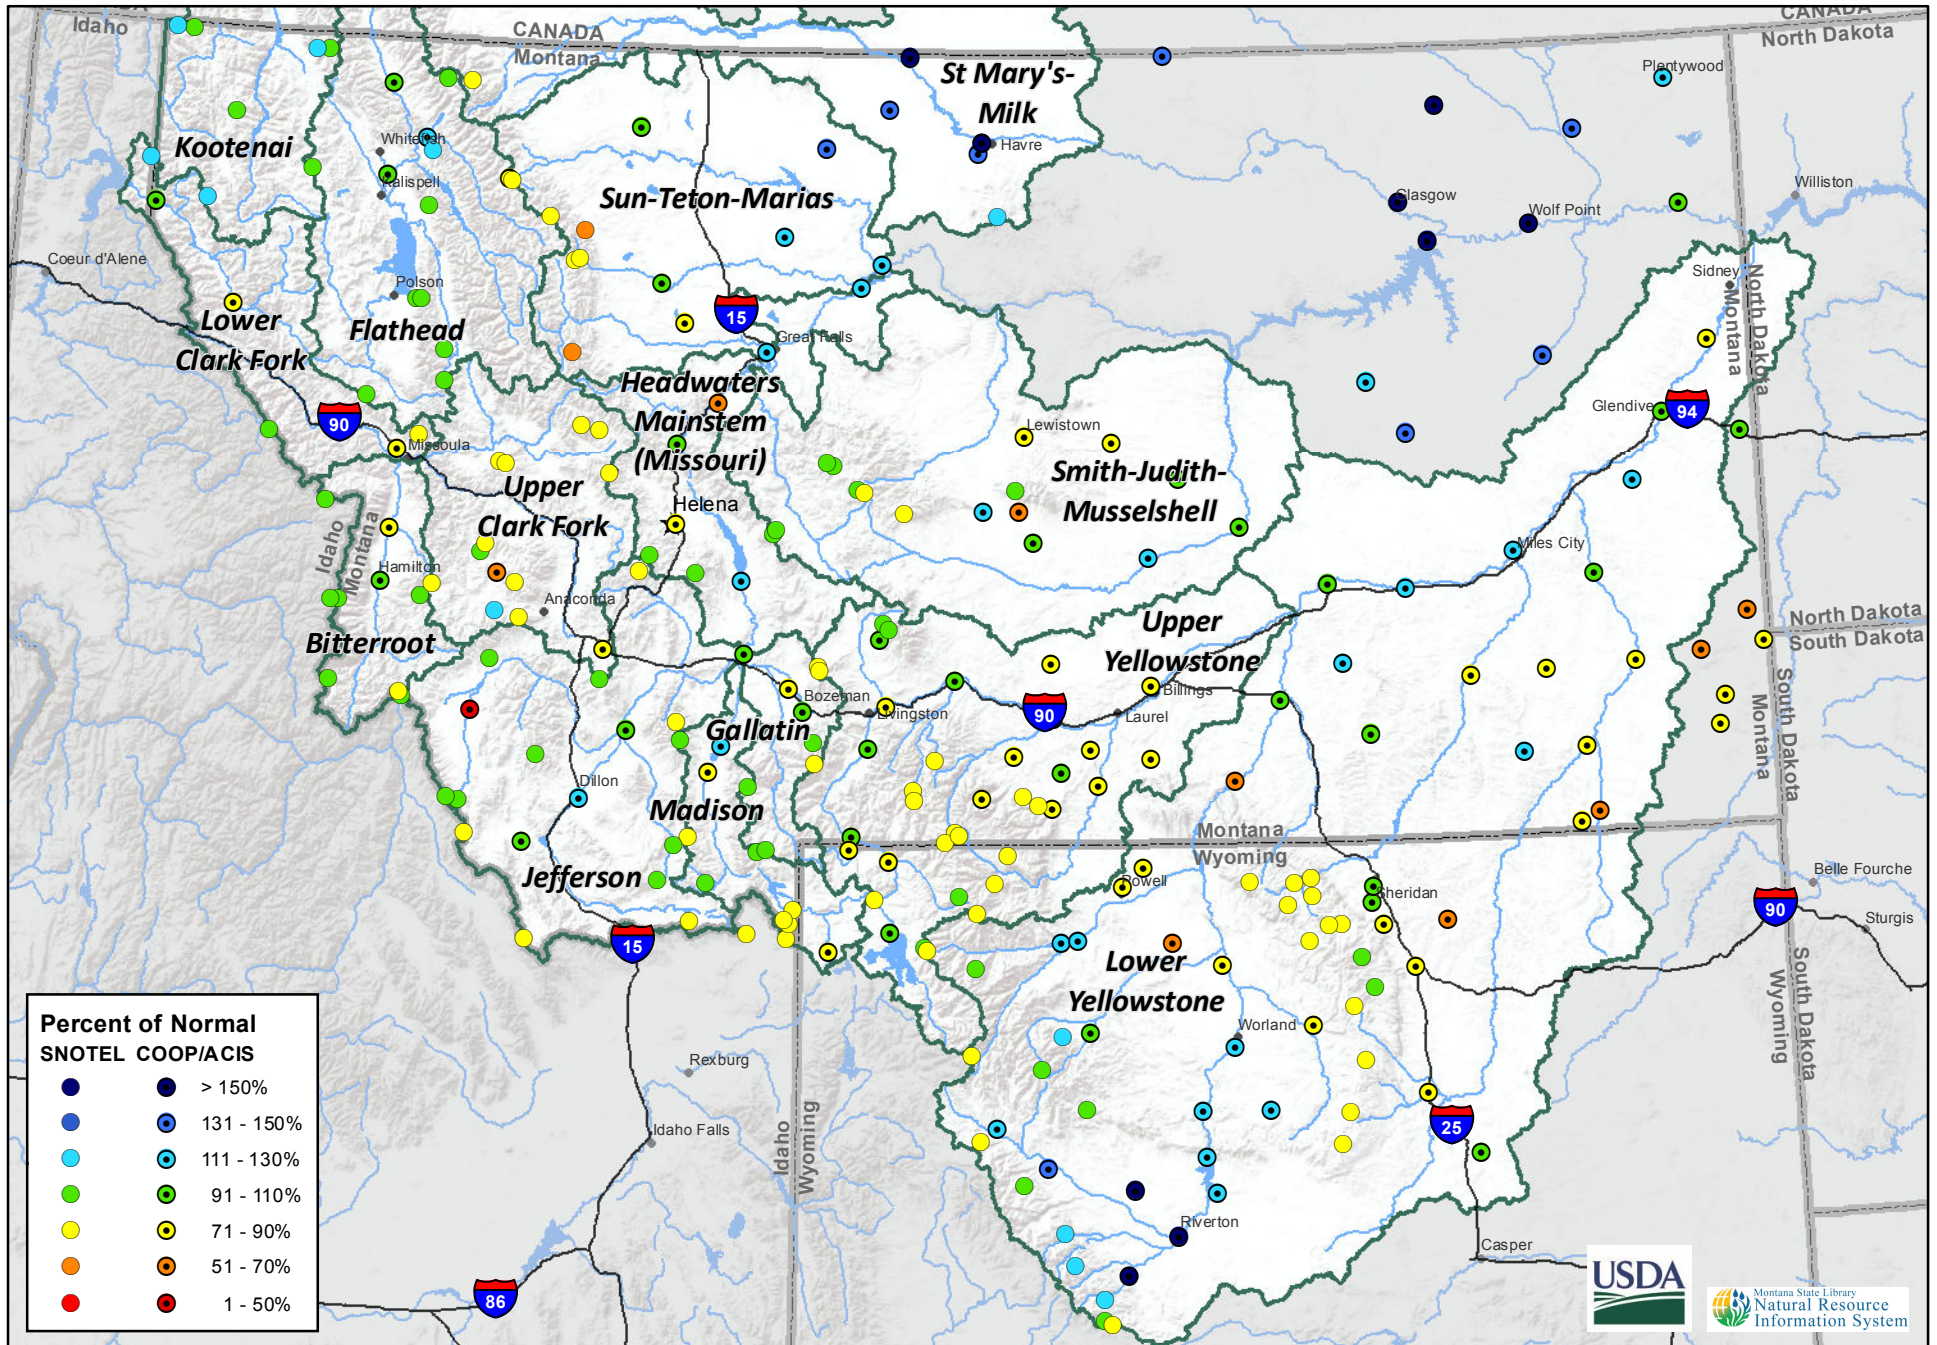 CANADA
Idaho
CANADA
Montana
CANADA
North Dakota
St Mary's-
Milk
Plentywood
Kootenai
Whitefish
Havre
Kalispell
Sun-Teton-Marias
Glasgow
Wolf Point
Williston
Coeur d'Alene
Polson
Sidney
North Dakota
Montana
15
Lower
Clark Fork
Flathead
Great Falls
Headwaters
Mainstem
(Missouri)
90
Missoula
Lewistown
Glendive
94
Smith-Judith-
Musselshell
Upper
Clark Fork
Helena
Idaho
Montana
Hamilton
Anaconda
Miles City
Bitterroot
Upper
Yellowstone
North Dakota
South Dakota
Bozeman
Livingston
90
Billings
Laurel
Gallatin
South Dakota
Montana
Dillon
Madison
Montana
Wyoming
Jefferson
Powell
Sheridan
Belle Fourche
90
Sturgis
15
Lower
Yellowstone
South Dakota
Wyoming
Worland
Rexburg
Idaho Falls
Idaho
Wyoming
25
Riverton
Casper
86
Percent of Normal
SNOTEL COOP/ACIS
> 150%
131 - 150%
111 - 130%
91 - 110%
71 - 90%
51 - 70%
1 - 50%
USDA
Montana State Library
Natural Resource
Information System